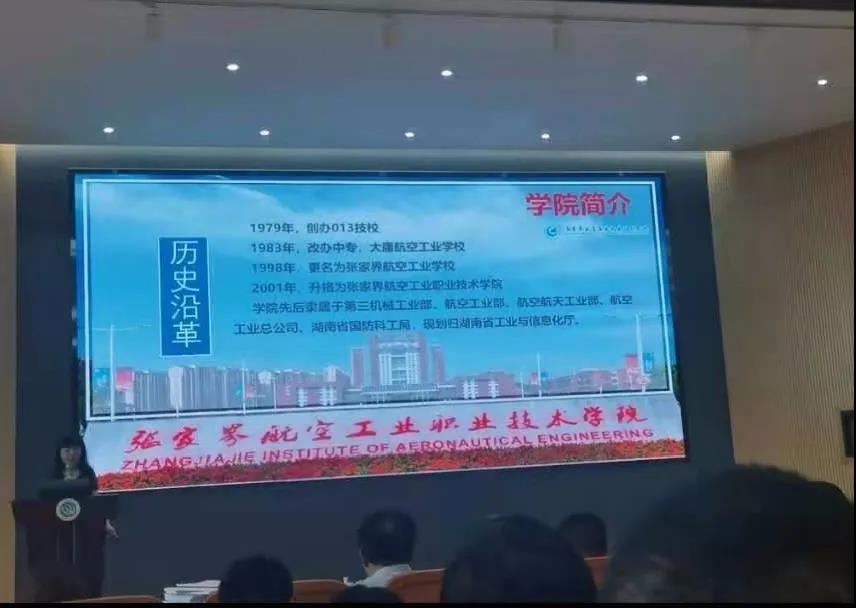 学院简介
历史沿革
1979年，创办013技校
1983年，改办中专，大庸航空工业学校
1998年，更名为张家界航空工业学校
2001年，升格为张家界航空工业职业技术学院
学院先后隶属于第三机械工业部、航空工业部、航空航天工业部、航空
工业总公司、湖南省国防科工局，现划归湖南省工业与信息化厅。
张家界航空工业职业技术学院
ZHANGJIAJIE INSTITUTE OF AERONAUTICAL ENGINEERING